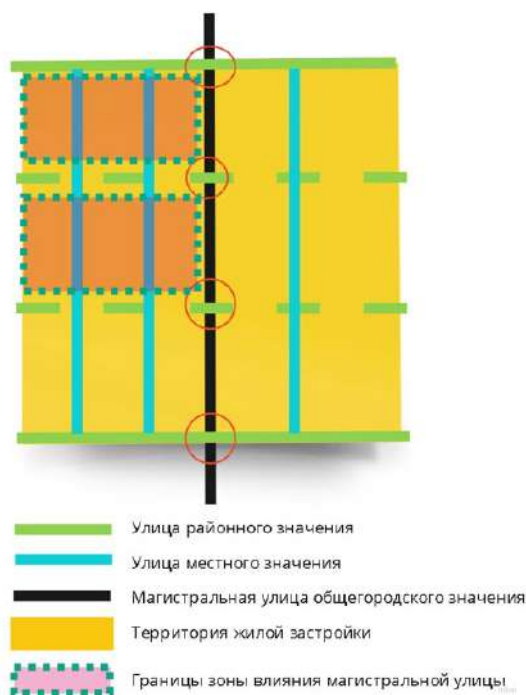 Улица районного значения
Улица местного значения
Магистральная улица общегородского значения
Территория жилой застройки
Границы зоны влияния магистральной улицы